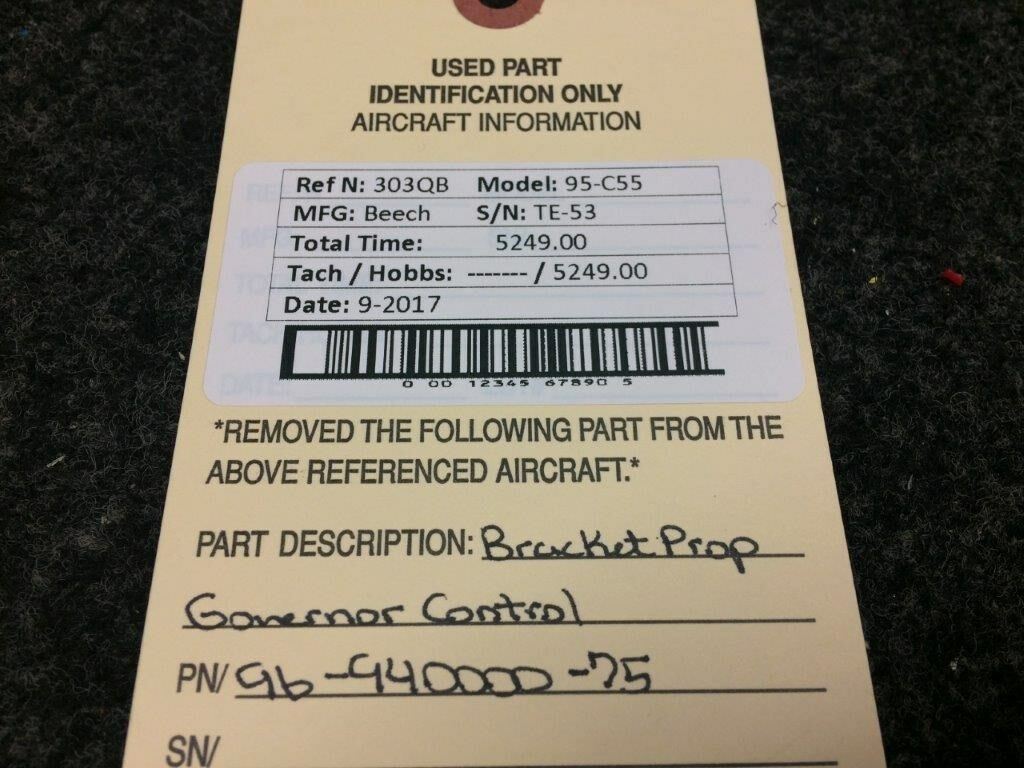 USED PART
IDENTIFICATION ONLY
AIRCRAFT INFORMATION
Ref N: 303QB Model: 95-C55
MFG: Beech S/N: TE-53
Total Time: 5249.00
Tach / Hobbs: ------- / 5249.00
Date: 9-2017
0 00 12345 67890 5
*REMOVED THE FOLLOWING PART FROM THE
ABOVE REFERENCED AIRCRAFT.*
PART DESCRIPTION: Bracket Prop
Governor Control
PN/ 96-940000-75
SN/